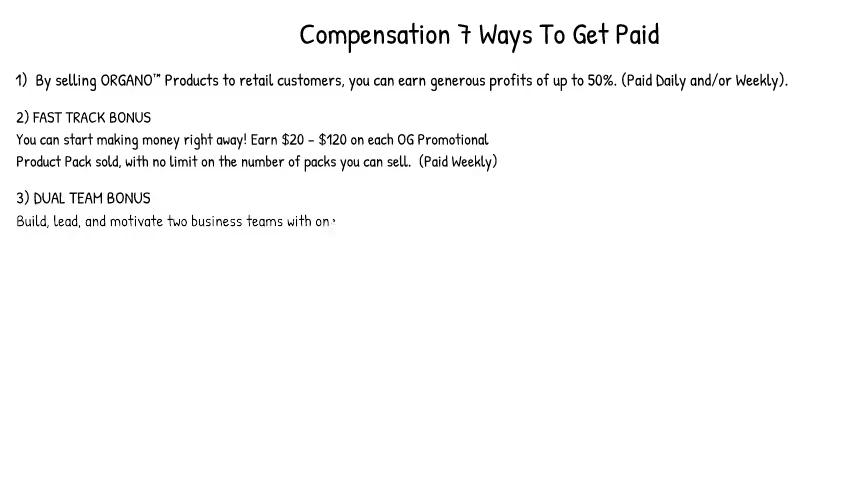 Compensation 7 Ways To Get Paid
1) By selling ORGANO™ Products to retail customers, you can earn generous profits of up to 50%. (Paid Daily and/or Weekly).
2) FAST TRACK BONUS
You can start making money right away! Earn $20 - $120 on each OG Promotional
Product Pack sold, with no limit on the number of packs you can sell. (Paid Weekly)
3) DUAL TEAM BONUS
Build, lead, and motivate two business teams with on